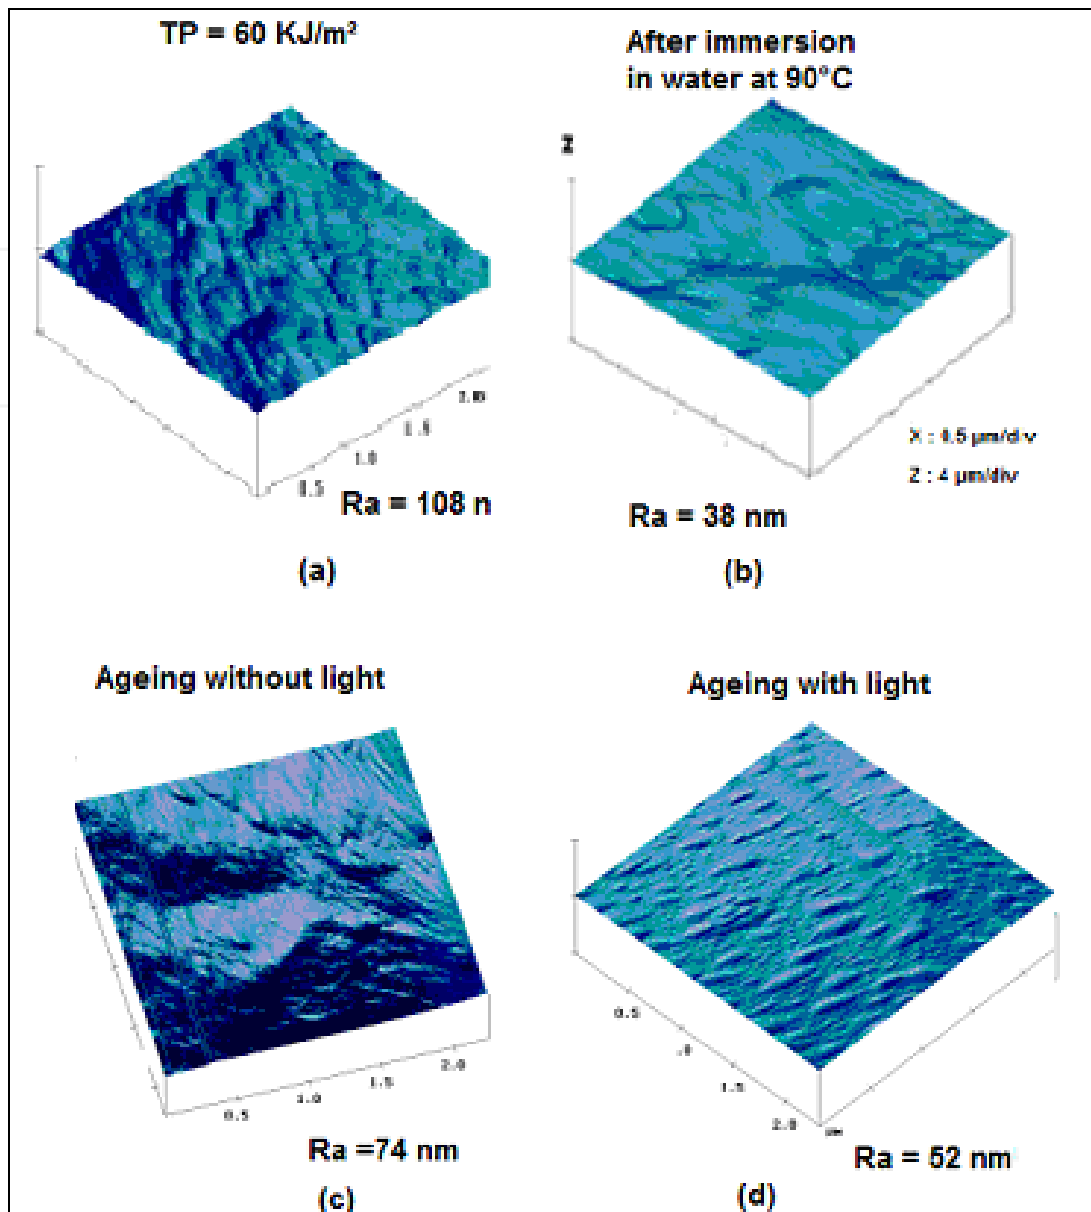 TP = 60 KJ/m²
After immersion
in water at 90°C
Z
2.0
1.5
1.0
0.5
X : 0.5 µm/div
Z : 4 µm/div
Ra = 108 n
Ra = 38 nm
(a)
(b)
Ageing without light
Ageing with light
0.5
1.0
1.5
2.0
0.5
.0
1.5
2.0
Ra =74 nm
Ra = 52 nm
(c)
(d)